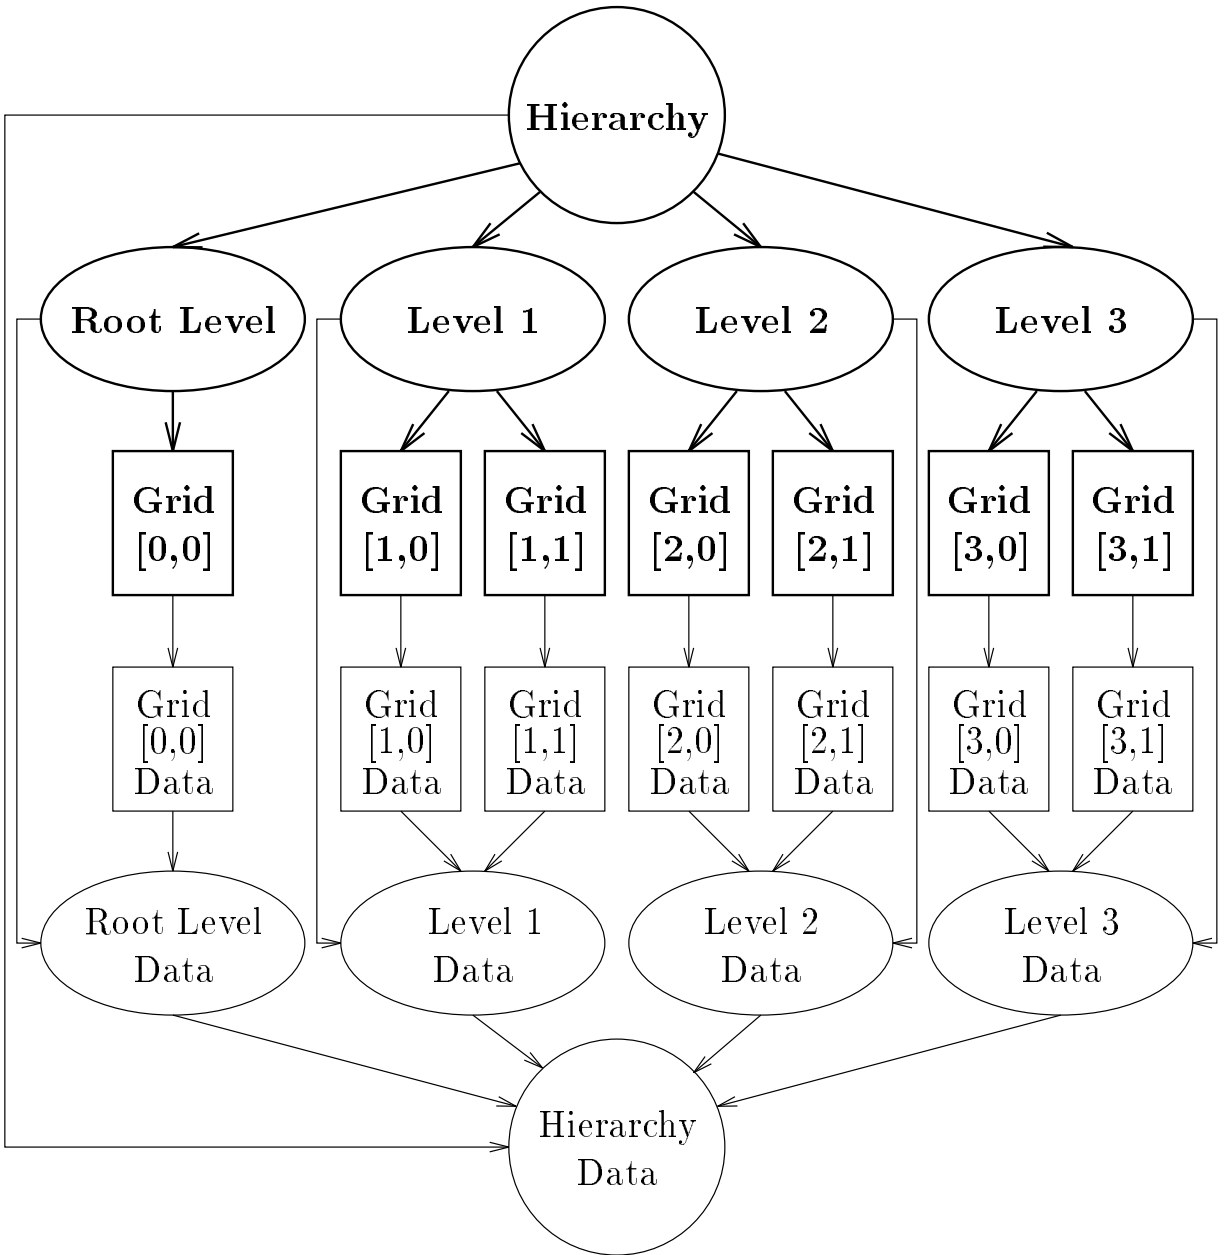 Hierarchy
Root Level
Level 1
Level 2
Level 3
Grid
[0,0]
Grid
[1,0]
Grid
[1,1]
Grid
[2,0]
Grid
[2,1]
Grid
[3,0]
Grid
[3,1]
Grid
[0,0]
Data
Grid
[1,0]
Data
Grid
[1,1]
Data
Grid
[2,0]
Data
Grid
[2,1]
Data
Grid
[3,0]
Data
Grid
[3,1]
Data
Root Level
Data
Level 1
Data
Level 2
Data
Level 3
Data
Hierarchy
Data